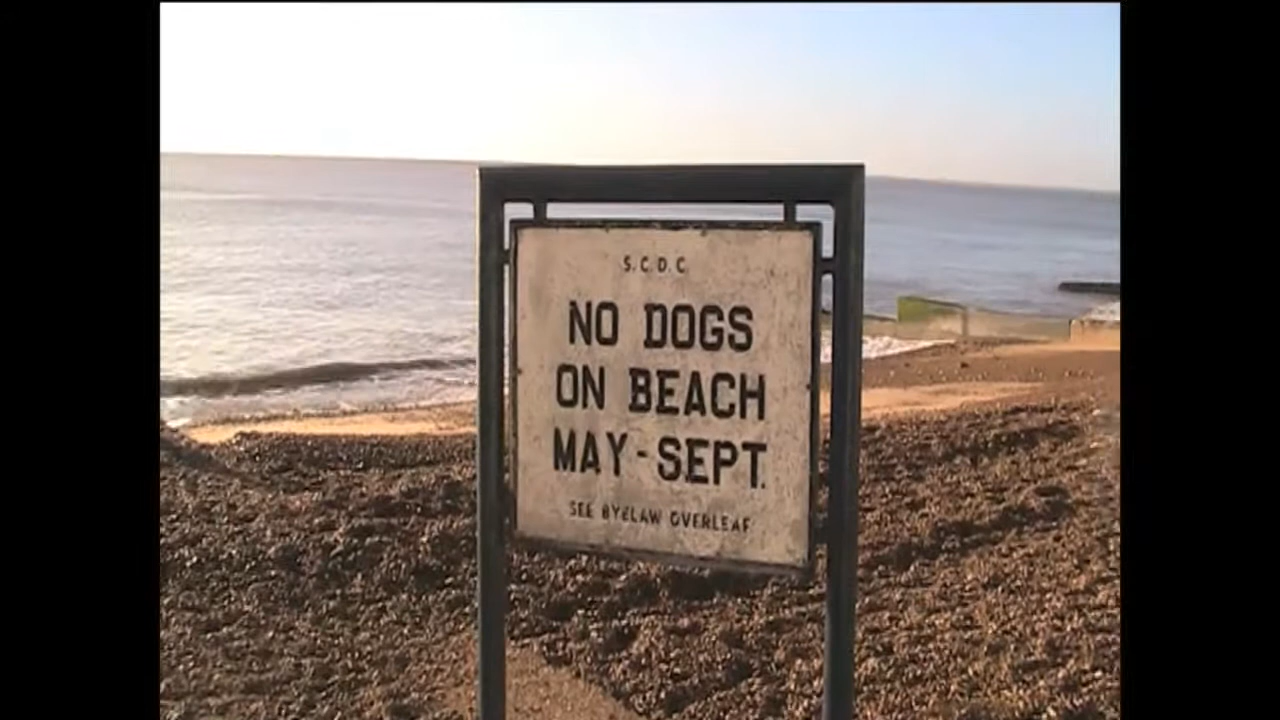 S.C.D.C.
NO DOGS
ON BEACH
MAY-SEPT.
SEE BYELAW OVERLEAF